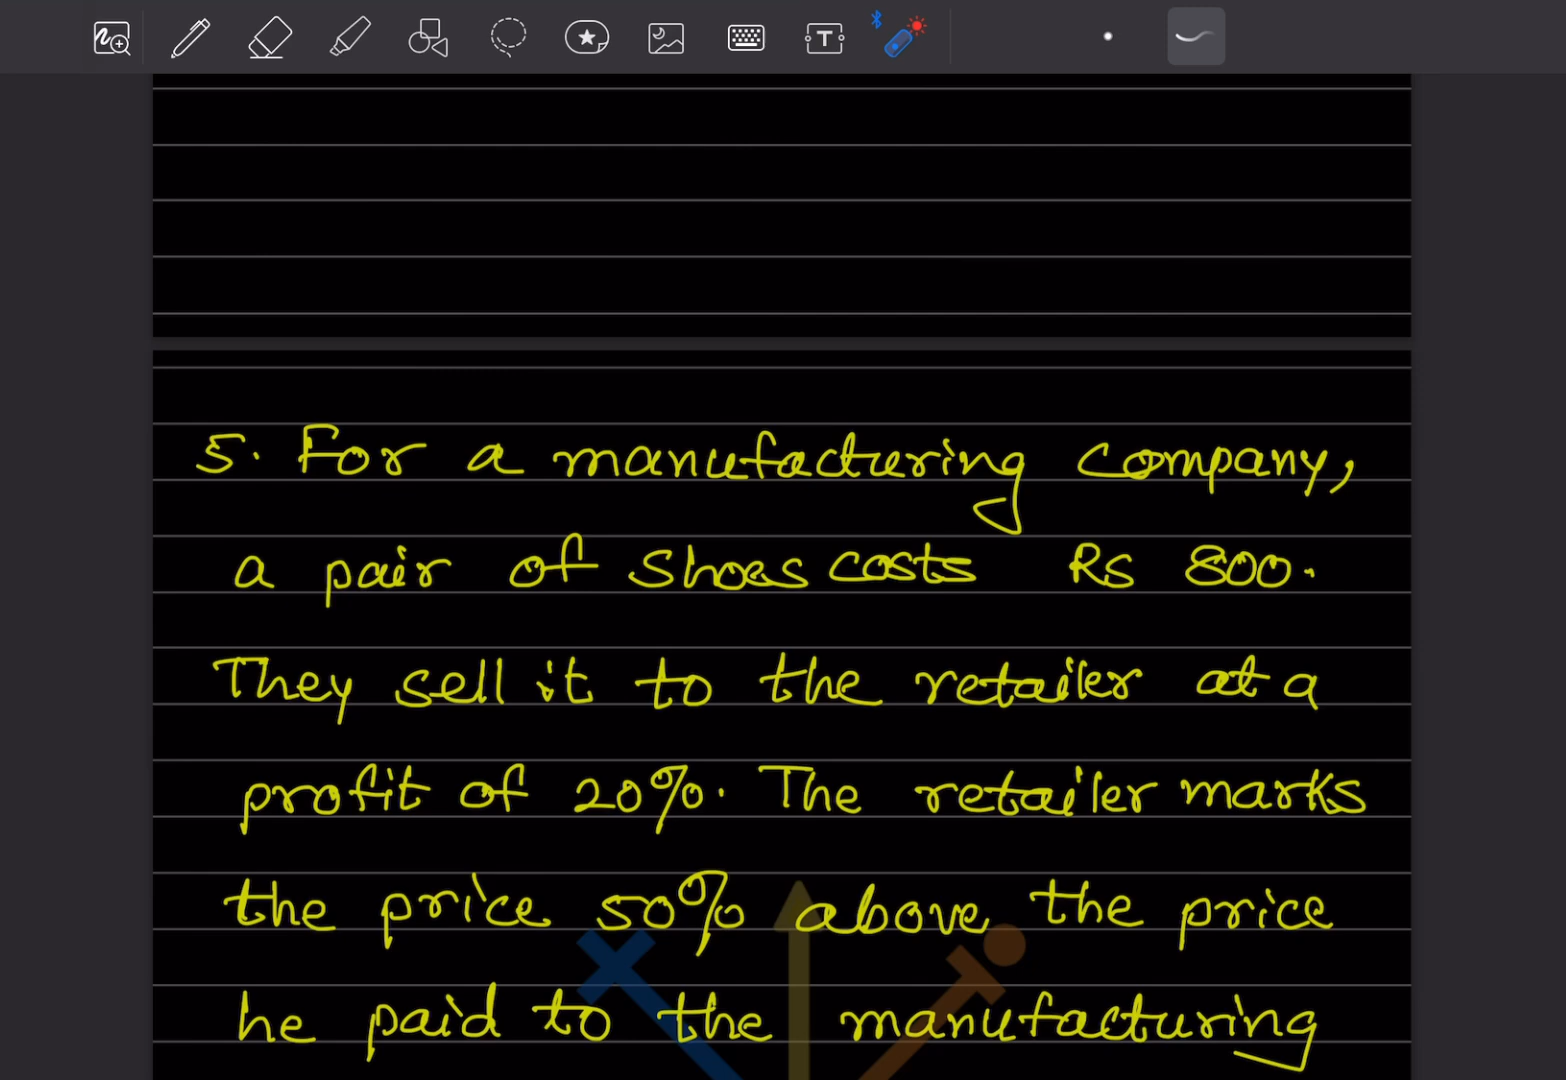 5. For a manufacturing company,
a pair of shoes costs Rs 800.
They sell it to the retailer at a
profit of 20%. The retailer marks
the price 50% above the price
he paid to the manufacturing